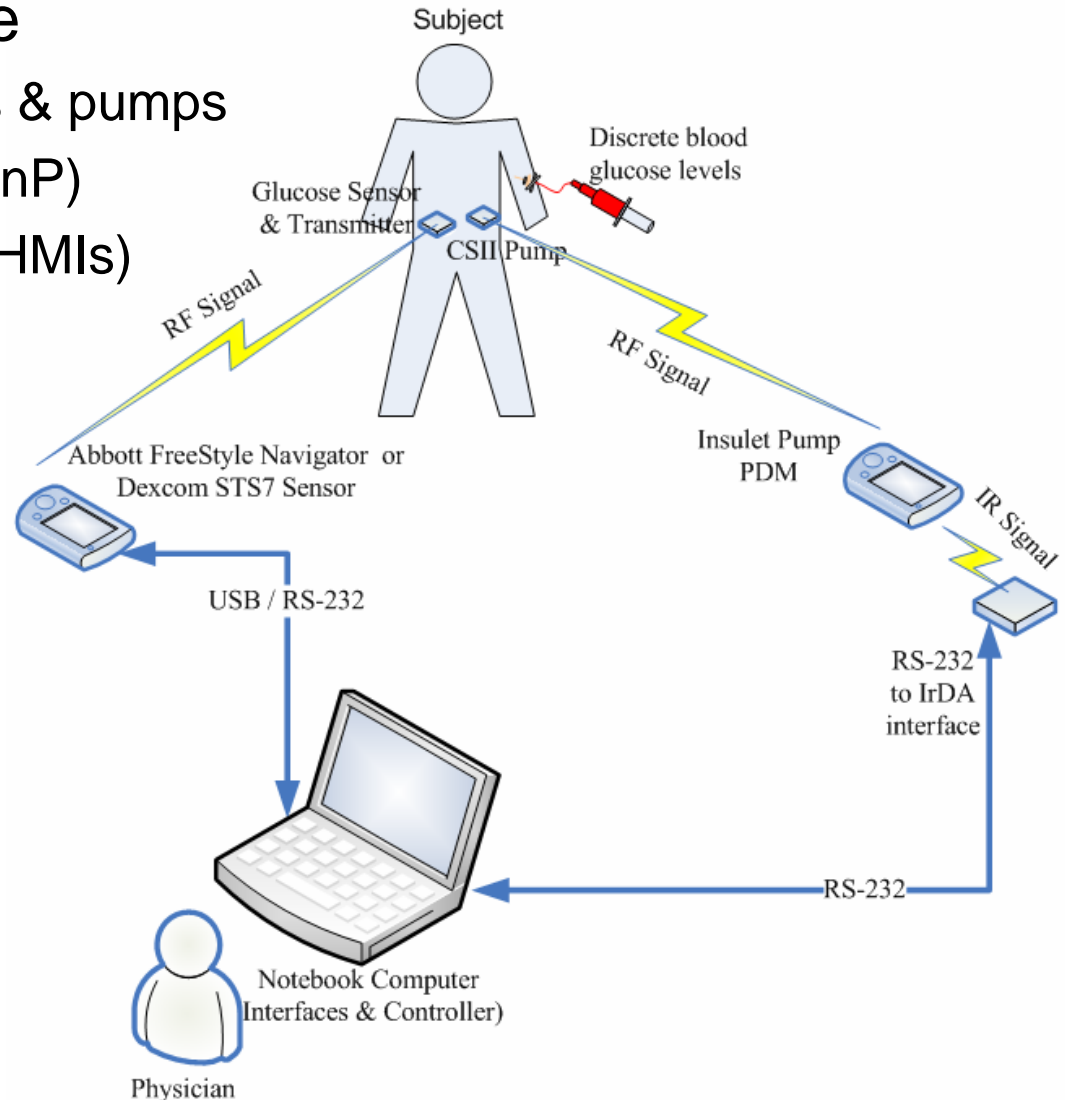 e
Subject
s & pumps
nP)
HMIs)
Discrete blood
glucose levels
Glucose Sensor
& Transmitter
CSII Pump
RF Signal
RF Signal
Abbott FreeStyle Navigator or
Dexcom STS7 Sensor
Insulet Pump
PDM
IR Signal
USB / RS-232
RS-232
to IrDA
interface
RS-232
Notebook Computer
Interfaces & Controller)
Physician